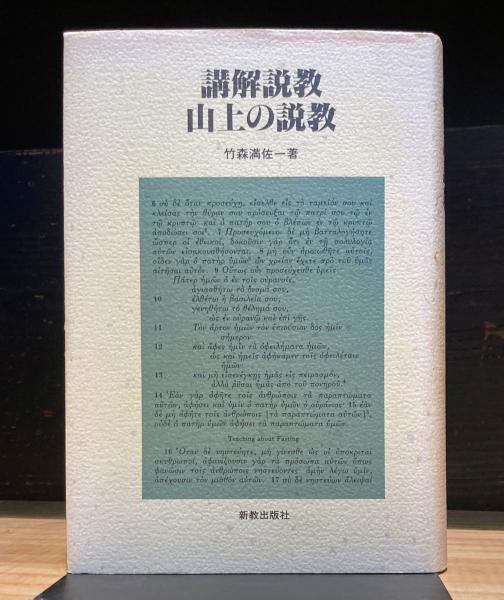 講解説教
山上の説教
竹森満佐一著
6 σὺ δὲ ὅταν προσεύχῃ, εἴσελθε εἰς τὸ ταμεῖόν σου καὶ
κλείσας τὴν θύραν σου πρόσευξαι τῷ πατρί σου τῷ ἐν
τῷ κρυπτῷ· καὶ ὁ πατήρ σου ὁ βλέπων ἐν τῷ κρυπτῷ
ἀποδώσει σοι. 7 Προσευχόμενοι δὲ μὴ βατταλογήσητε
ὥσπερ οἱ ἐθνικοί, δοκοῦσιν γὰρ ὅτι ἐν τῇ πολυλογίᾳ
αὐτῶν εἰσακουσθήσονται. 8 μὴ οὖν ὁμοιωθῆτε αὐτοῖς,
οἶδεν γὰρ ὁ πατὴρ ὑμῶν ὧν χρείαν ἔχετε πρὸ τοῦ ὑμᾶς
αἰτῆσαι αὐτόν. 9 Οὕτως οὖν προσεύχεσθε ὑμεῖς·
Πάτερ ἡμῶν ὁ ἐν τοῖς οὐρανοῖς,
ἁγιασθήτω τὸ ὄνομά σου,
10 ἐλθέτω ἡ βασιλεία σου,
γενηθήτω τὸ θέλημά σου,
ὡς ἐν οὐρανῷ καὶ ἐπὶ γῆς.
11 Τὸν ἄρτον ἡμῶν τὸν ἐπιούσιον δὸς ἡμῖν
σήμερον·
12 καὶ ἄφες ἡμῖν τὰ ὀφειλήματα ἡμῶν,
ὡς καὶ ἡμεῖς ἀφήκαμεν τοῖς ὀφειλέταις
ἡμῶν·
13 καὶ μὴ εἰσενέγκῃς ἡμᾶς εἰς πειρασμόν,
ἀλλὰ ῥῦσαι ἡμᾶς ἀπὸ τοῦ πονηροῦ.⁴
14 Ἐὰν γὰρ ἀφῆτε τοῖς ἀνθρώποις τὰ παραπτώματα
αὐτῶν, ἀφήσει καὶ ὑμῖν ὁ πατὴρ ὑμῶν ὁ οὐράνιος· 15 ἐὰν
δὲ μὴ ἀφῆτε τοῖς ἀνθρώποις [τὰ παραπτώματα αὐτῶν]⁵,
οὐδὲ ὁ πατὴρ ὑμῶν ἀφήσει τὰ παραπτώματα ὑμῶν.
Teaching about Fasting
16 Ὅταν δὲ νηστεύητε, μὴ γίνεσθε ὡς οἱ ὑποκριταὶ
σκυθρωποί, ἀφανίζουσιν γὰρ τὰ πρόσωπα αὐτῶν ὅπως
φανῶσιν τοῖς ἀνθρώποις νηστεύοντες· ἀμὴν λέγω ὑμῖν,
ἀπέχουσιν τὸν μισθὸν αὐτῶν. 17 σὺ δὲ νηστεύων ἄλειψαί
新教出版社